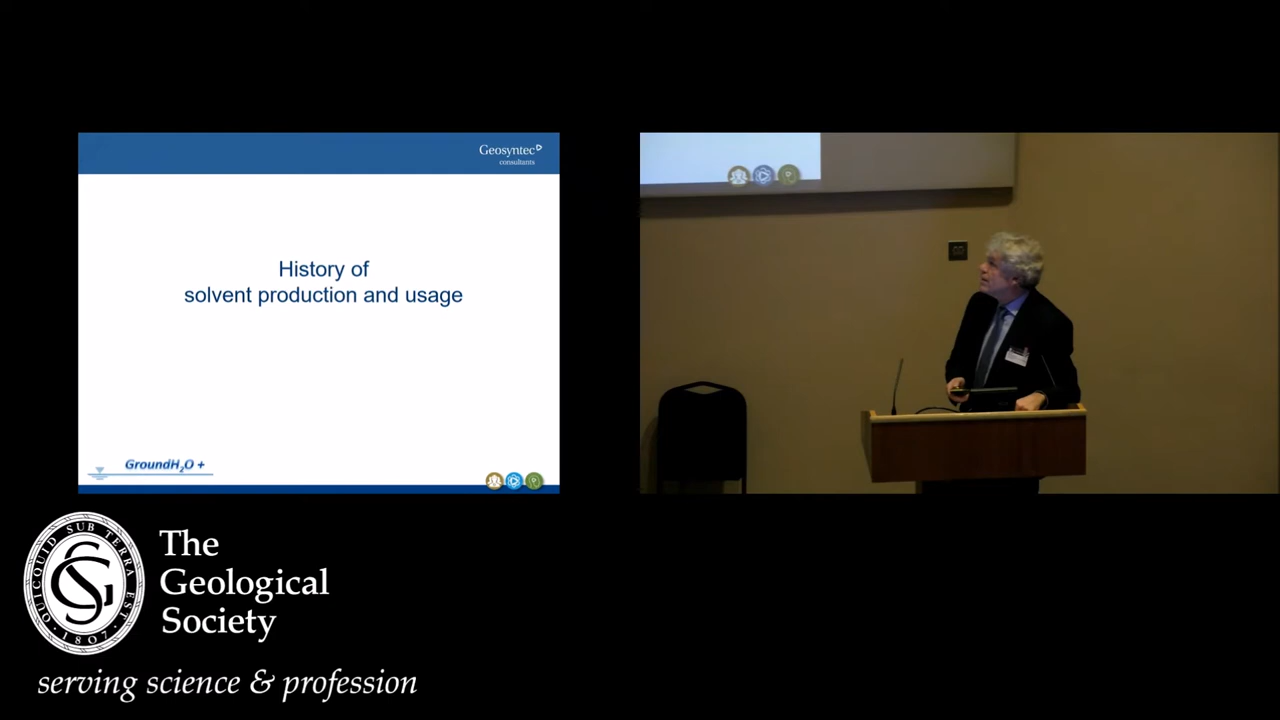 Geosyntec
consultants
History of
solvent production and usage
GroundH₂O +
QUICQUID SUB TERRA EST
1807
The
Geological
Society
serving science & profession